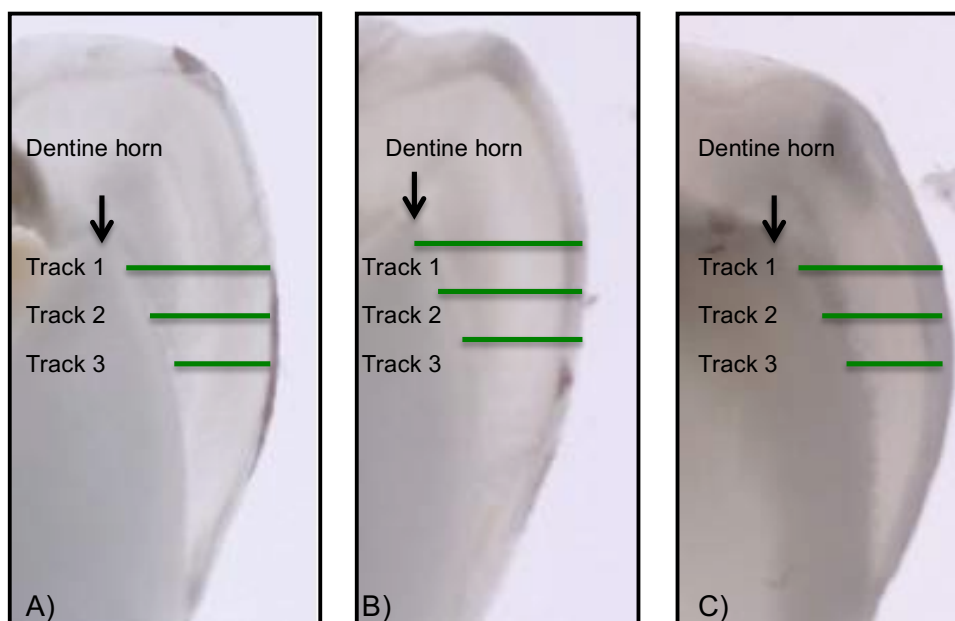 Dentine horn
Track 1
Track 2
Track 3
A)
Dentine horn
Track 1
Track 2
Track 3
B)
Dentine horn
Track 1
Track 2
Track 3
C)